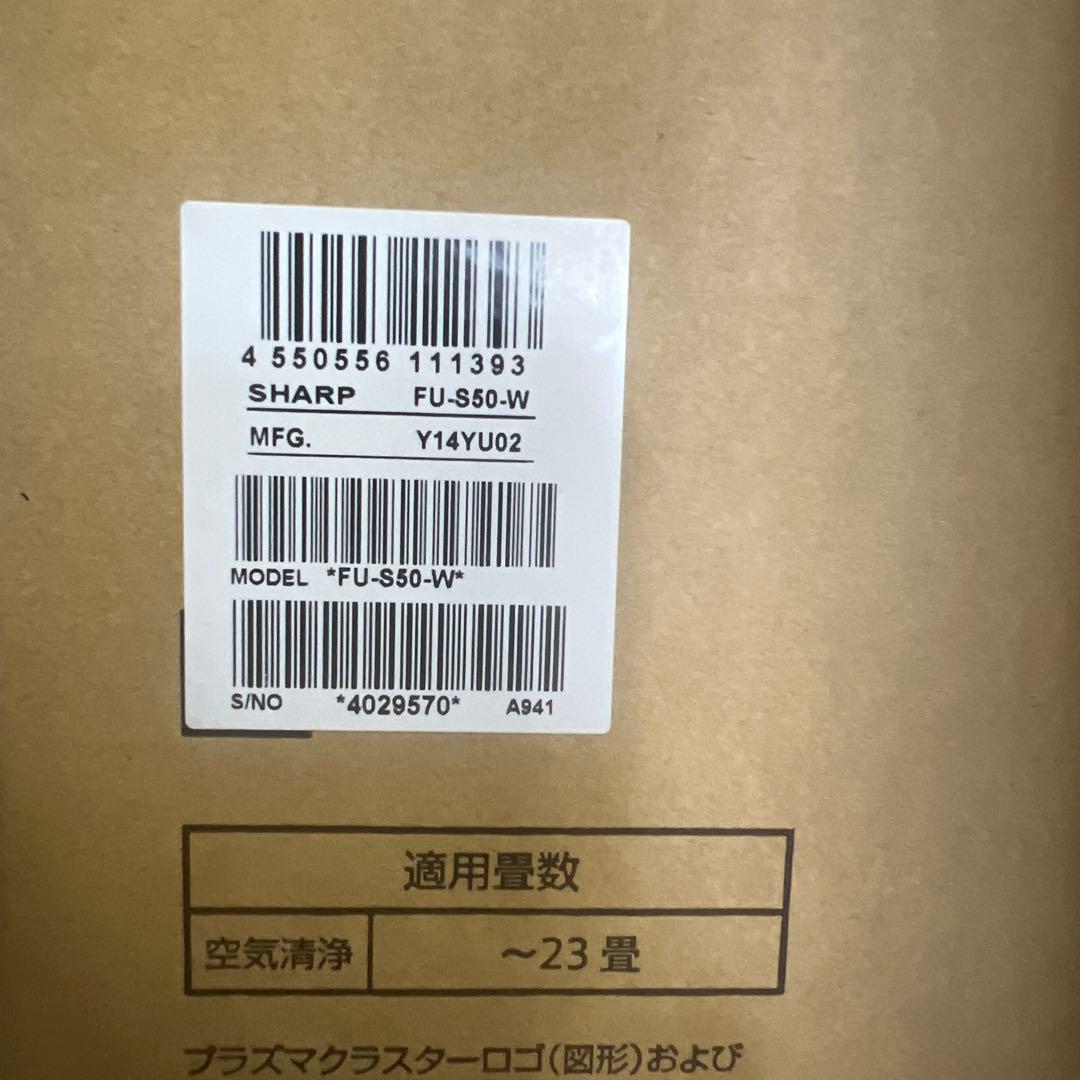 4 550556 111393
SHARP FU-S50-W
MFG. Y14YU02
MODEL *FU-S50-W*
S/NO *4029570* A941
適用畳数
空気清浄 ～23畳
プラズマクラスターロゴ(図形)および